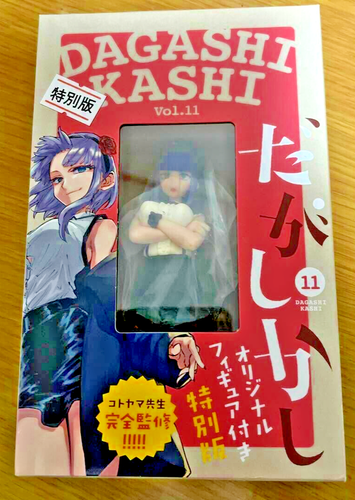 DAGASHI
KASHI
Vol.11
特別版
だがしかし
11
DAGASHI
KASHI
オリジナル
フィギュア付き
特別版
コトヤマ先生
完全監修
!!!!!